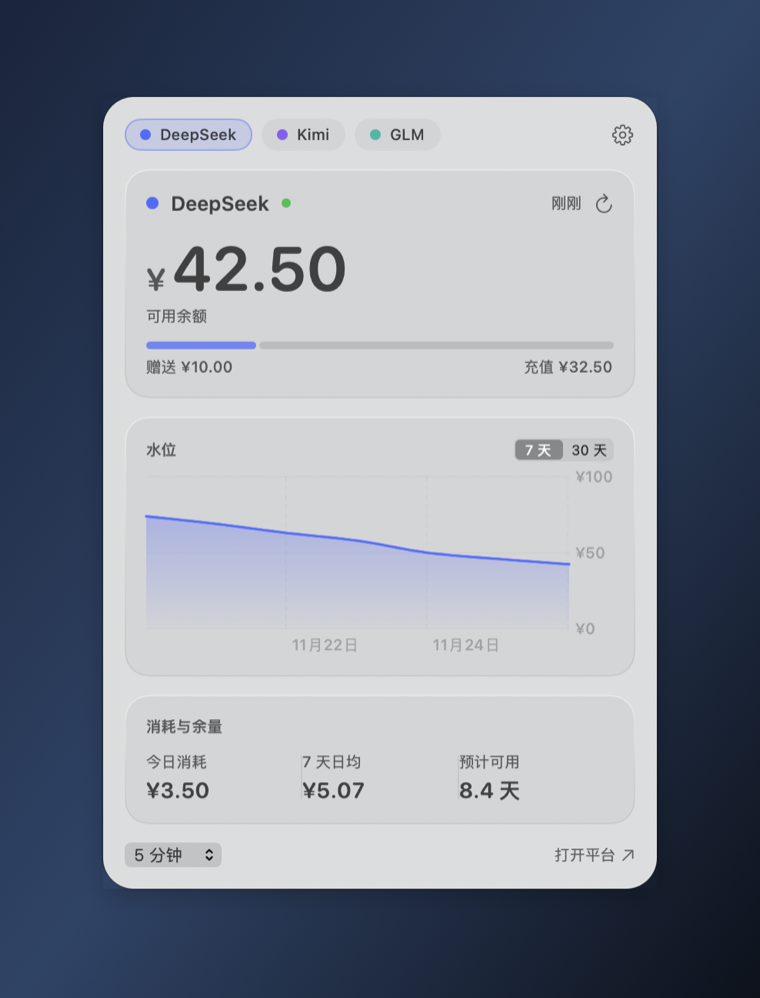 DeepSeek Kimi GLM
DeepSeek 刚刚
¥42.50
可用余额
赠送 ¥10.00 充值 ¥32.50
水位 7 天 30 天
¥100
¥50
¥0
11月22日 11月24日
消耗与余量
今日消耗 7 天日均 预计可用
¥3.50 ¥5.07 8.4 天
5 分钟 打开平台